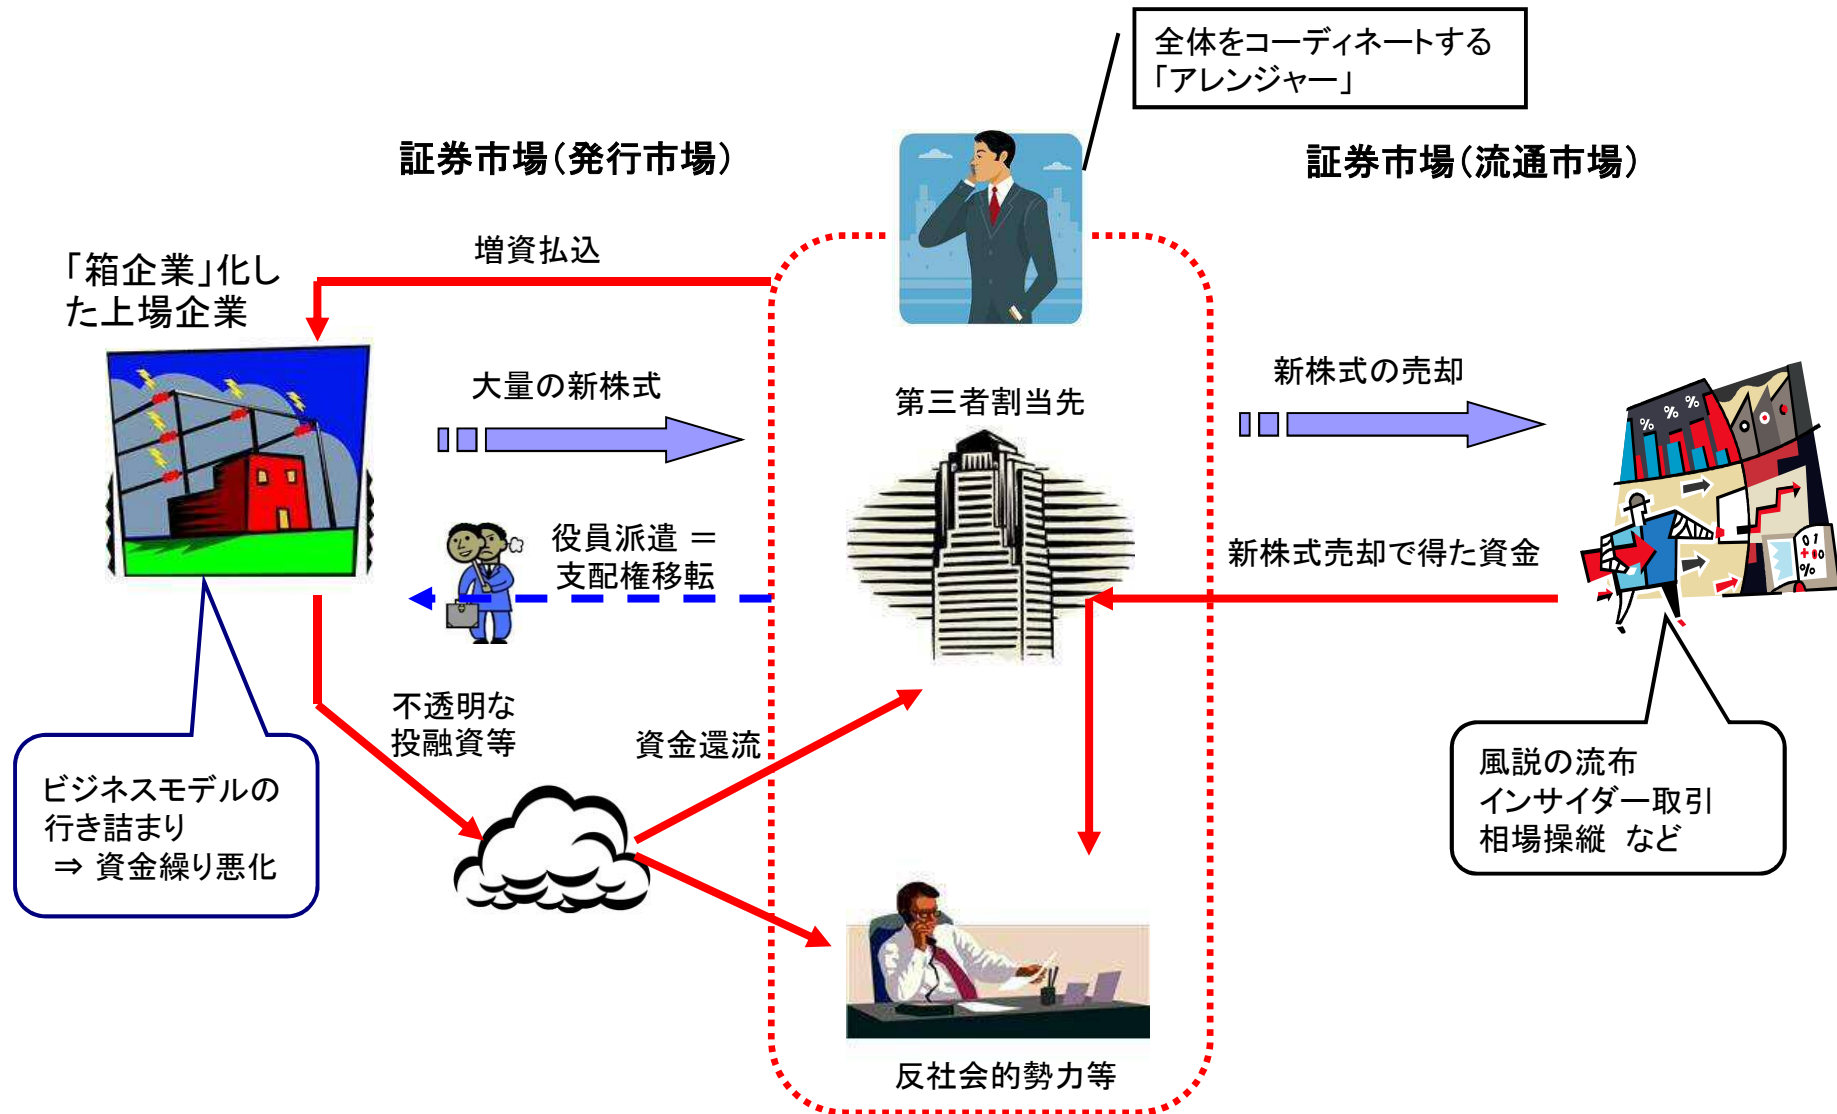 全体をコーディネートする
「アレンジャー」
証券市場（発行市場）
証券市場（流通市場）
増資払込
「箱企業」化し
た上場企業
大量の新株式
第三者割当先
新株式の売却
役員派遣 ＝
支配権移転
新株式売却で得た資金
不透明な
投融資等
資金還流
ビジネスモデルの
行き詰まり
⇒ 資金繰り悪化
風説の流布
インサイダー取引
相場操縦 など
反社会的勢力等
% % %
0 1
+ 0 0
%